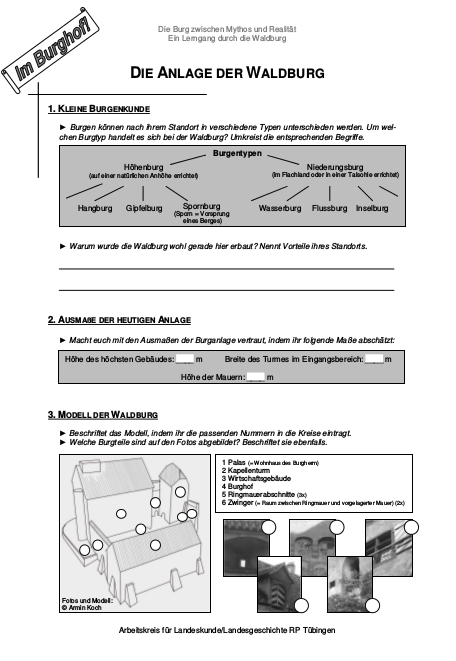 Im Burghof!
Die Burg zwischen Mythos und Realität
Ein Lerngang durch die Waldburg
DIE ANLAGE DER WALDBURG
1. KLEINE BURGENKUNDE
► Burgen können nach ihrem Standort in verschiedene Typen unterschieden werden. Um wel-
chen Burgtyp handelt es sich bei der Waldburg? Umkreist die entsprechenden Begriffe.
Burgentypen
Höhenburg
(auf einer natürlichen Anhöhe errichtet)
Niederungsburg
(im Flachland oder in einer Talsohle errichtet)
Hangburg
Gipfelburg
Spornburg
(Sporn = Vorsprung
eines Berges)
Wasserburg
Flussburg
Inselburg
► Warum wurde die Waldburg wohl gerade hier erbaut? Nennt Vorteile ihres Standorts.
2. AUSMAßE DER HEUTIGEN ANLAGE
► Macht euch mit den Ausmaßen der Burganlage vertraut, indem ihr folgende Maße abschätzt:
Höhe des höchsten Gebäudes: ____ m Breite des Turmes im Eingangsbereich: ____ m
Höhe der Mauern: ____ m
3. MODELL DER WALDBURG
► Beschriftet das Modell, indem ihr die passenden Nummern in die Kreise eintragt.
► Welche Burgteile sind auf den Fotos abgebildet? Beschriftet sie ebenfalls.
1 Palas (= Wohnhaus des Burgherrn)
2 Kapellenturm
3 Wirtschaftsgebäude
4 Burghof
5 Ringmauerabschnitte (3x)
6 Zwinger (= Raum zwischen Ringmauer und vorgelagerter Mauer) (2x)
Fotos und Modell:
© Armin Koch
Arbeitskreis für Landeskunde/Landesgeschichte RP Tübingen